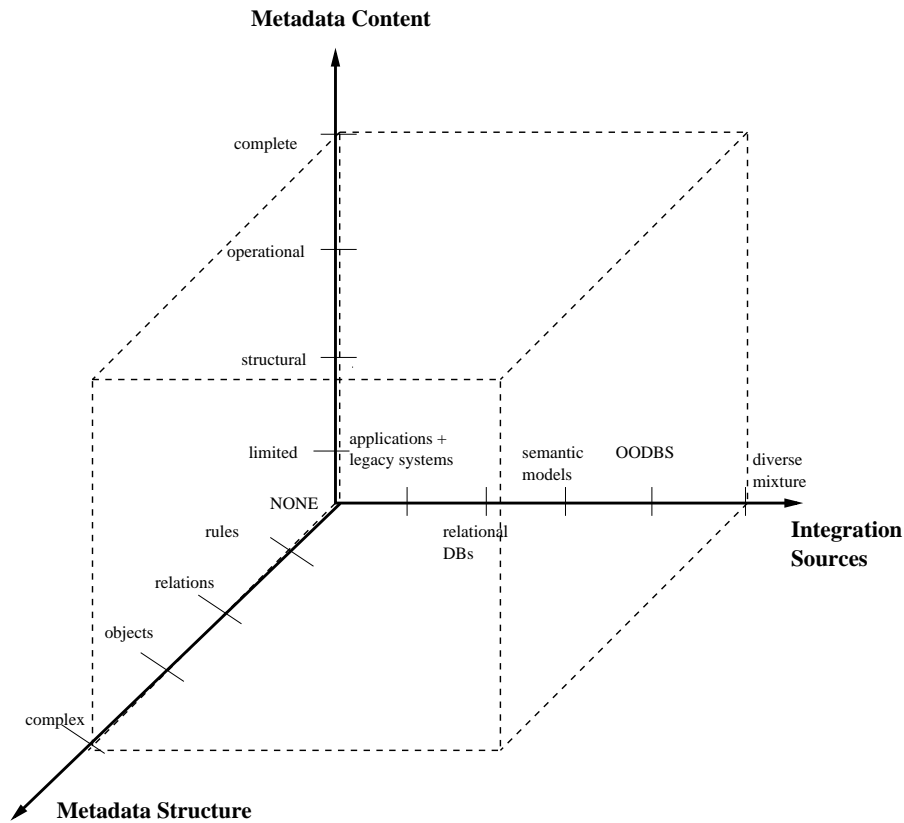 Metadata Content
complete
operational
structural
limited
applications +
legacy systems
semantic
models
OODBS
diverse
mixture
NONE
relational
DBs
Integration
Sources
rules
relations
objects
complex
Metadata Structure